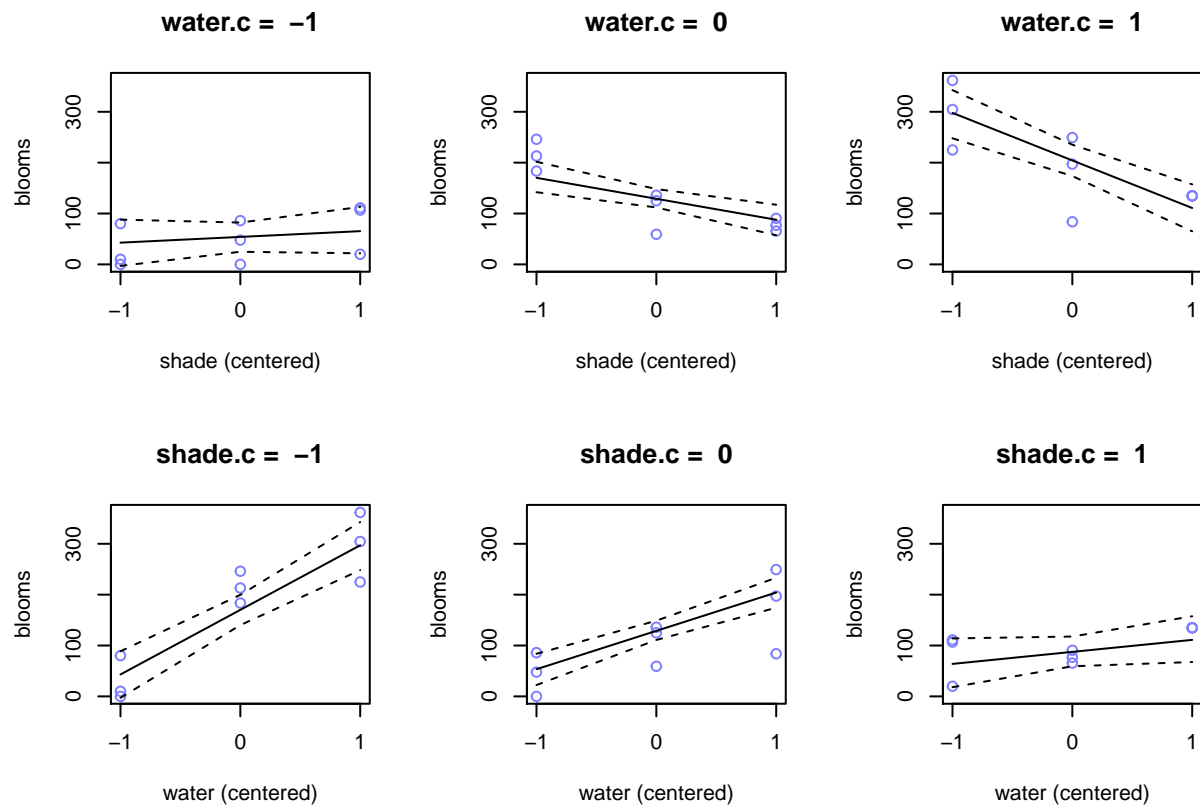 water.c = −1
water.c = 0
water.c = 1
blooms
300
100
0
−1 0 1
shade (centered)
blooms
300
100
0
−1 0 1
shade (centered)
blooms
300
100
0
−1 0 1
shade (centered)
shade.c = −1
shade.c = 0
shade.c = 1
blooms
300
100
0
−1 0 1
water (centered)
blooms
300
100
0
−1 0 1
water (centered)
blooms
300
100
0
−1 0 1
water (centered)